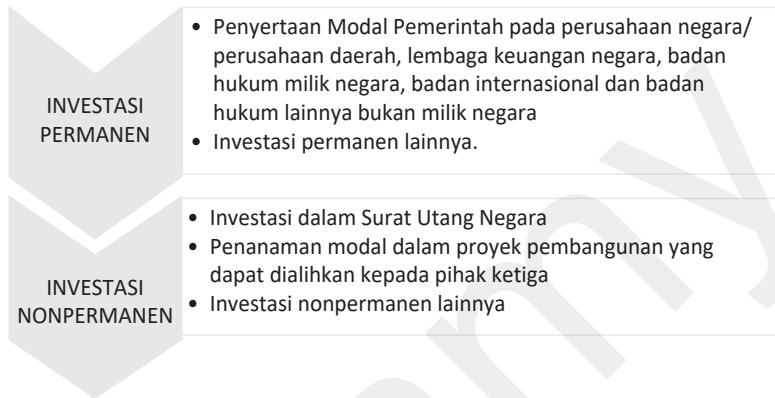 INVESTASI
PERMANEN
• Penyertaan Modal Pemerintah pada perusahaan negara/
perusahaan daerah, lembaga keuangan negara, badan
hukum milik negara, badan internasional dan badan
hukum lainnya bukan milik negara
• Investasi permanen lainnya.
INVESTASI
NONPERMANEN
• Investasi dalam Surat Utang Negara
• Penanaman modal dalam proyek pembangunan yang
dapat dialihkan kepada pihak ketiga
• Investasi nonpermanen lainnya